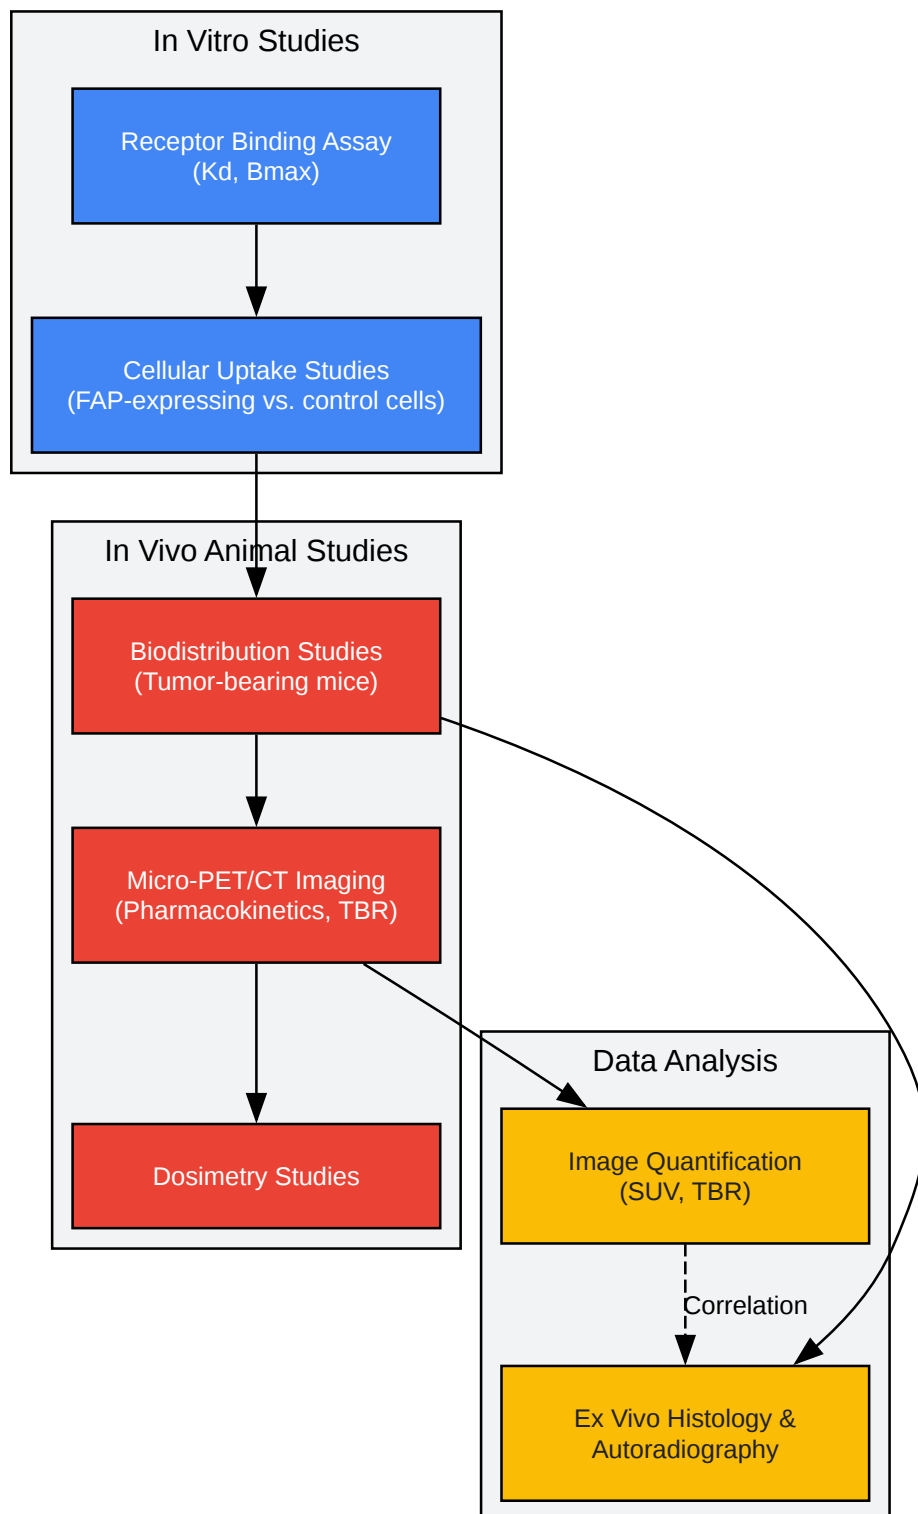 In Vitro Studies
Receptor Binding Assay
(Kd, Bmax)
Cellular Uptake Studies
(FAP-expressing vs. control cells)
In Vivo Animal Studies
Biodistribution Studies
(Tumor-bearing mice)
Micro-PET/CT Imaging
(Pharmacokinetics, TBR)
Dosimetry Studies
Data Analysis
Image Quantification
(SUV, TBR)
Correlation
Ex Vivo Histology &
Autoradiography